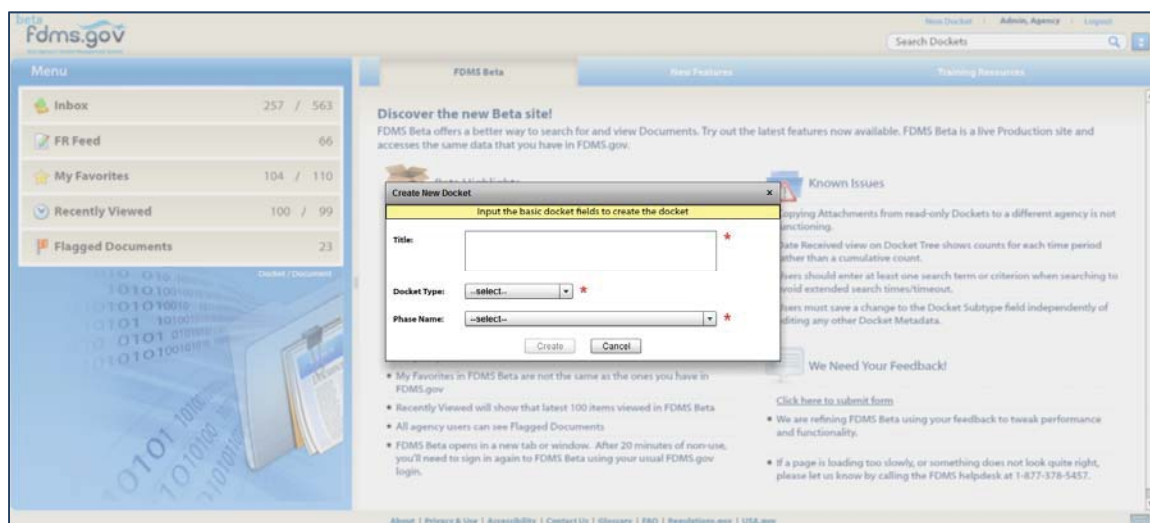 beta
fdms.gov
New Docket | Admin, Agency | Logout
Search Dockets
Menu
FDMS Beta
New Features
Training Resources
Inbox 257 / 563
FR Feed 66
My Favorites 104 / 110
Recently Viewed 100 / 99
Flagged Documents 23
Docket / Document
Discover the new Beta site!
FDMS Beta offers a better way to search for and view Documents. Try out the latest features now available. FDMS Beta is a live Production site and
accesses the same data that you have in FDMS.gov.
Create New Docket x
Input the basic docket fields to create the docket
Title: *
Docket Type: --select-- *
Phase Name: --select-- *
Create Cancel
• My Favorites in FDMS Beta are not the same as the ones you have in
FDMS.gov
• Recently Viewed will show that latest 100 items viewed in FDMS Beta
• All agency users can see Flagged Documents
• FDMS Beta opens in a new tab or window. After 20 minutes of non-use,
you'll need to sign in again to FDMS Beta using your usual FDMS.gov
login.
Known Issues
Copying Attachments from read-only Dockets to a different agency is not
functioning.
Date Received view on Docket Tree shows counts for each time period
rather than a cumulative count.
Users should enter at least one search term or criterion when searching to
avoid extended search times/timeout.
Users must save a change to the Docket Subtype field independently of
editing any other Docket Metadata.
We Need Your Feedback!
Click here to submit form
• We are refining FDMS Beta using your feedback to tweak performance
and functionality.
• If a page is loading too slowly, or something does not look quite right,
please let us know by calling the FDMS helpdesk at 1-877-378-5457.
About | Privacy & Use | Accessibility | Contact Us | Glossary | FAQ | Regulations.gov | USA.gov